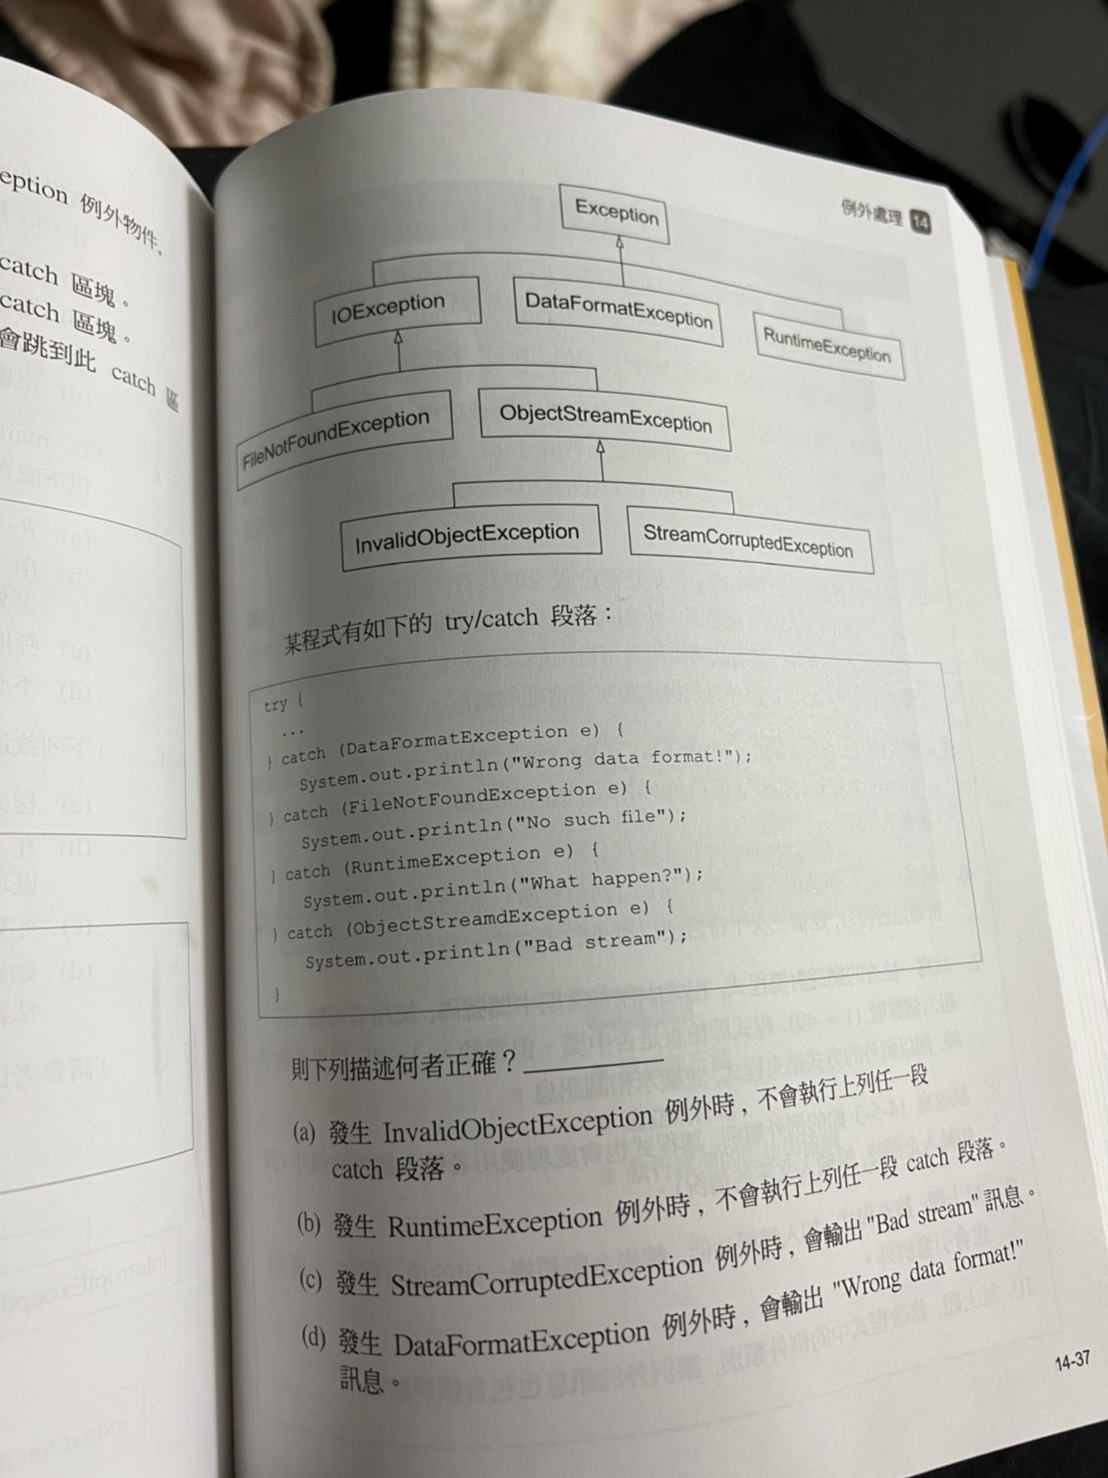 eption 例外物件、
catch 區塊。
catch 區塊。
會跳到此 catch 區
例外處理 14
Exception
IOException
DataFormatException
RuntimeException
FileNotFoundException
ObjectStreamException
InvalidObjectException
StreamCorruptedException
某程式有如下的 try/catch 段落：
try {
...
} catch (DataFormatException e) {
System.out.println("Wrong data format!");
} catch (FileNotFoundException e) {
System.out.println("No such file");
} catch (RuntimeException e) {
System.out.println("What happen?");
} catch (ObjectStreamdException e) {
System.out.println("Bad stream");
}
則下列描述何者正確？
(a) 發生 InvalidObjectException 例外時，不會執行上列任一段
catch 段落。
(b) 發生 RuntimeException 例外時，不會執行上列任一段 catch 段落。
(c) 發生 StreamCorruptedException 例外時，會輸出"Bad stream"訊息。
(d) 發生 DataFormatException 例外時，會輸出 "Wrong data format!"
訊息。
14-37